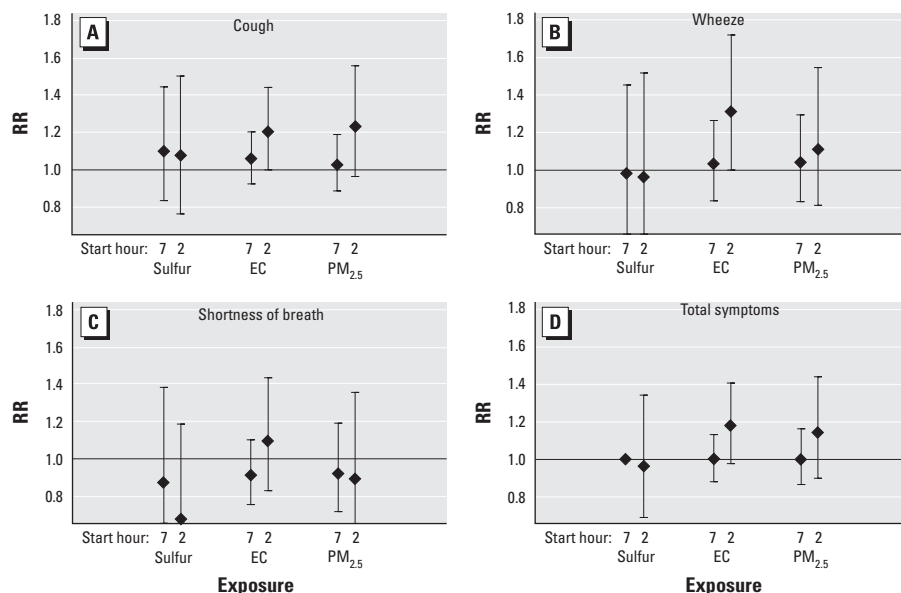 A
Cough
1.8
1.6
1.4
1.2
1.0
0.8
RR
Start hour: 7 2 7 2 7 2
Sulfur EC PM2.5
B
Wheeze
1.8
1.6
1.4
1.2
1.0
0.8
RR
Start hour: 7 2 7 2 7 2
Sulfur EC PM2.5
C
Shortness of breath
1.8
1.6
1.4
1.2
1.0
0.8
RR
Start hour: 7 2 7 2 7 2
Sulfur EC PM2.5
Exposure
D
Total symptoms
1.8
1.6
1.4
1.2
1.0
0.8
RR
Start hour: 7 2 7 2 7 2
Sulfur EC PM2.5
Exposure